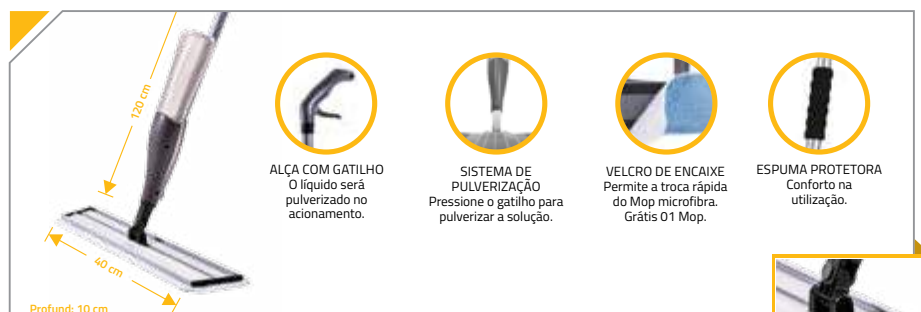 120 cm
40 cm
Profund: 10 cm
ALÇA COM GATILHO
O líquido será
pulverizado no
acionamento.
SISTEMA DE
PULVERIZAÇÃO
Pressione o gatilho para
pulverizar a solução.
VELCRO DE ENCAIXE
Permite a troca rápida
do Mop microfibra.
Grátis 01 Mop.
ESPUMA PROTETORA
Conforto na
utilização.